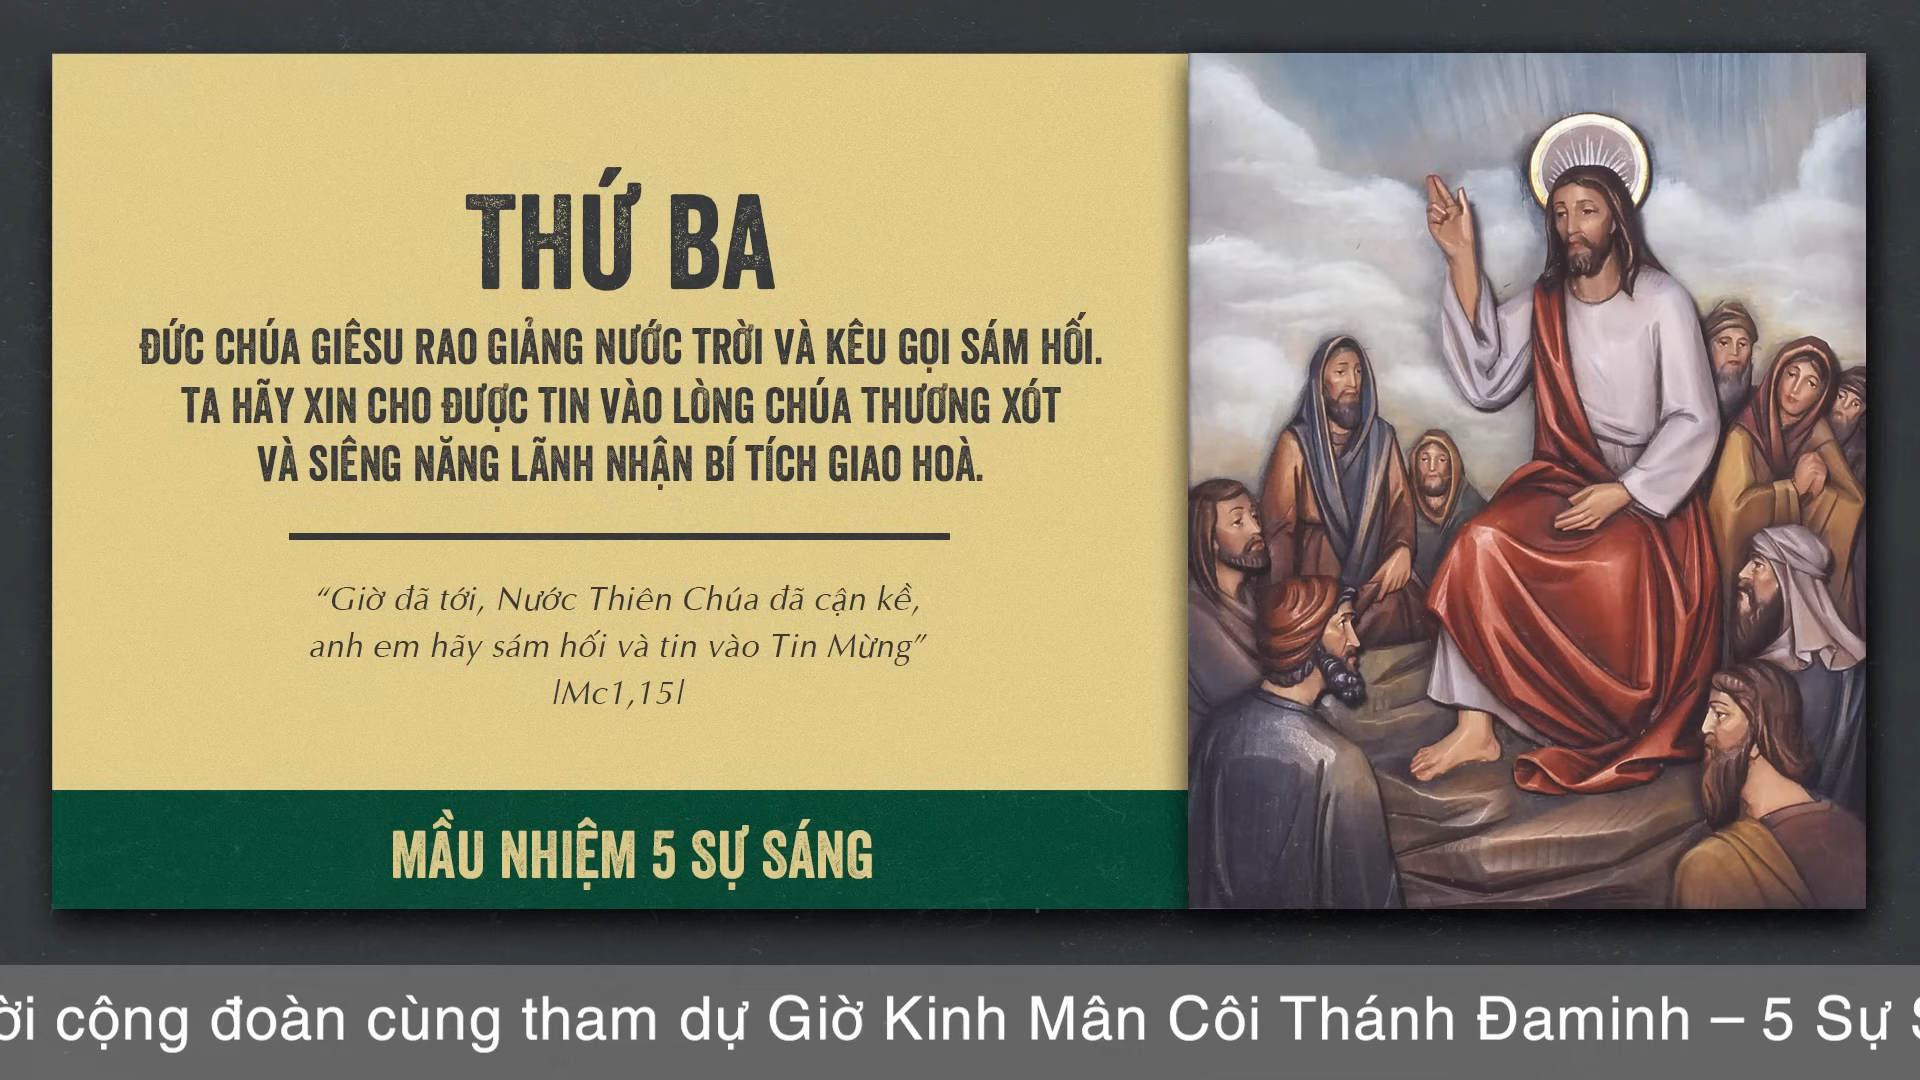 THỨ BA
ĐỨC CHÚA GIÊSU RAO GIẢNG NƯỚC TRỜI VÀ KÊU GỌI SÁM HỐI.
TA HÃY XIN CHO ĐƯỢC TIN VÀO LÒNG CHÚA THƯƠNG XÓT
VÀ SIÊNG NĂNG LÃNH NHẬN BÍ TÍCH GIAO HOÀ.
“Giờ đã tới, Nước Thiên Chúa đã cận kề,
anh em hãy sám hối và tin vào Tin Mừng”
|Mc1,15|
MẦU NHIỆM 5 SỰ SÁNG
ời cộng đoàn cùng tham dự Giờ Kinh Mân Côi Thánh Đaminh – 5 Sự